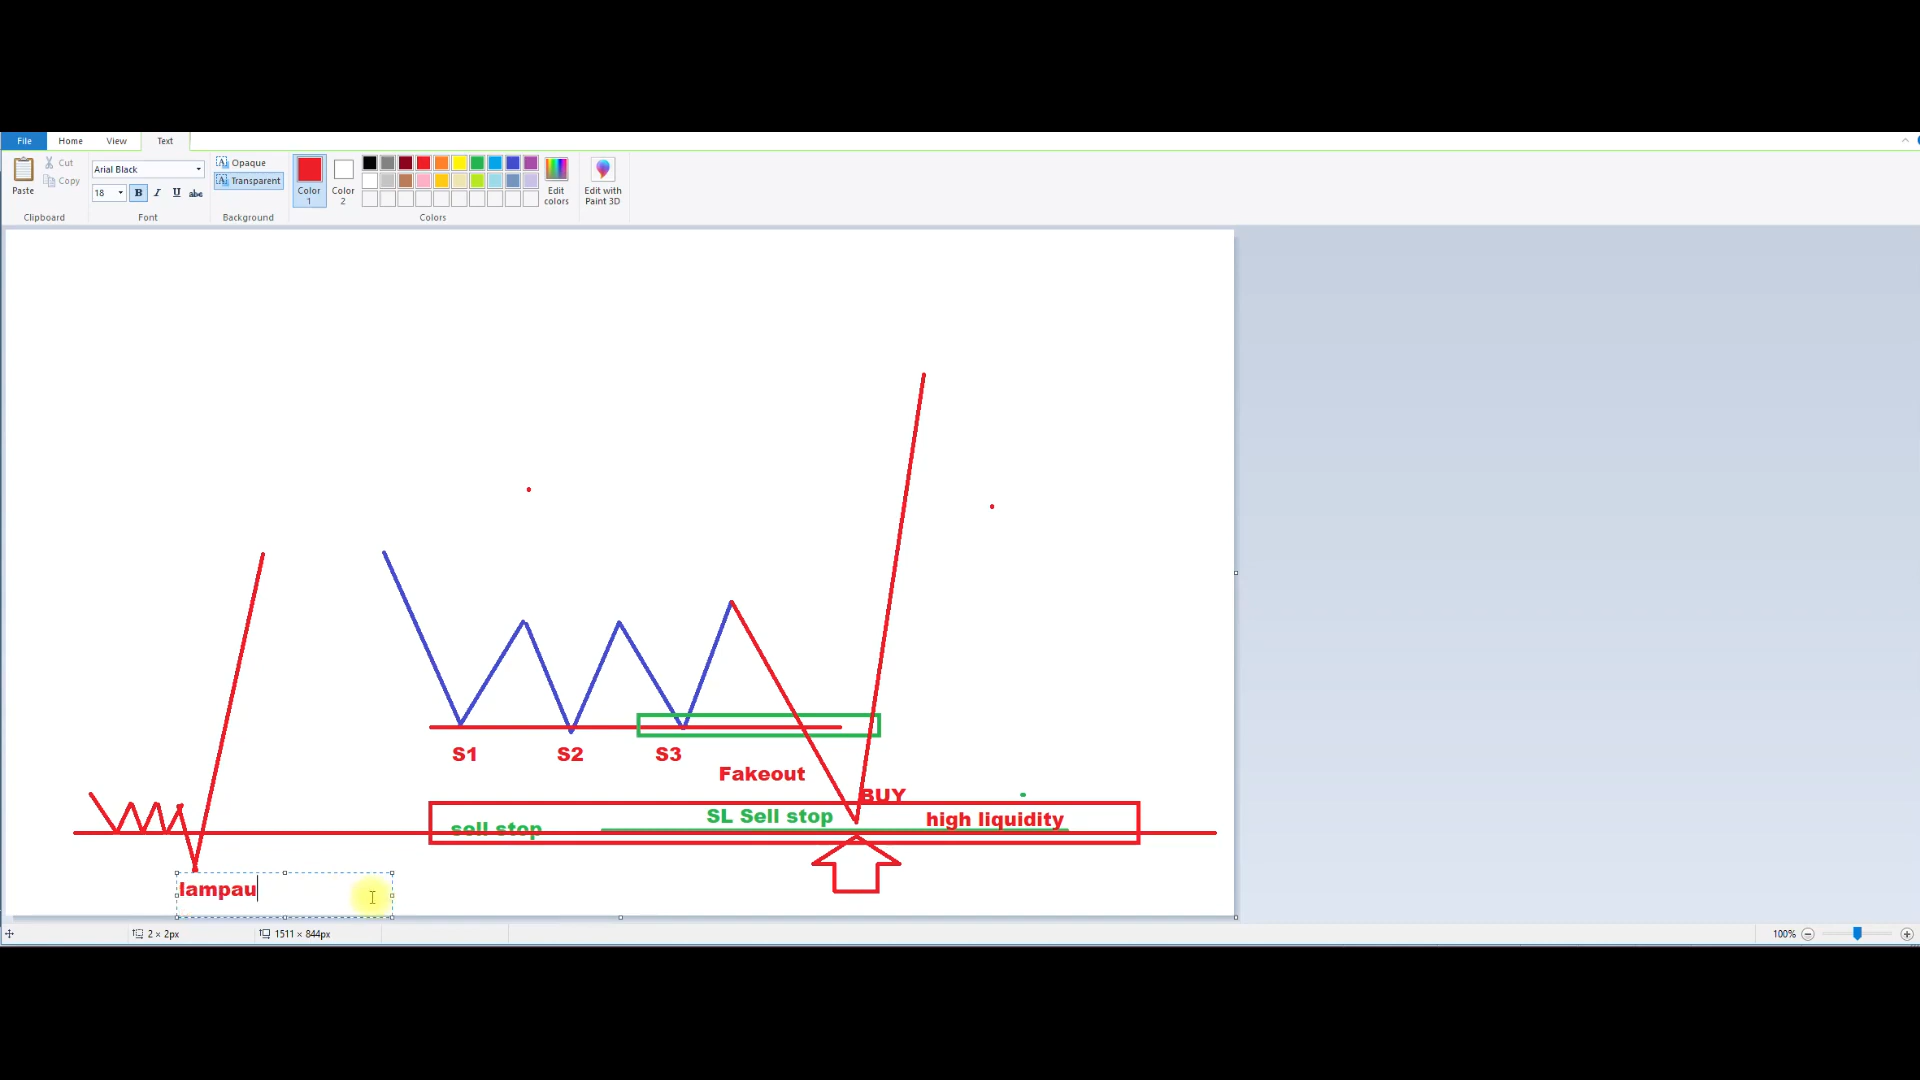 File Home View Text
Paste
Cut
Copy
Clipboard
Arial Black
18 B I U abc
Font
Opaque
Transparent
Background
Color 1
Color 2
Edit colors
Colors
Edit with Paint 3D
S1 S2 S3
Fakeout
BUY
SL Sell stop
high liquidity
sell stop
lampau
2 × 2px
1511 × 844px
100%